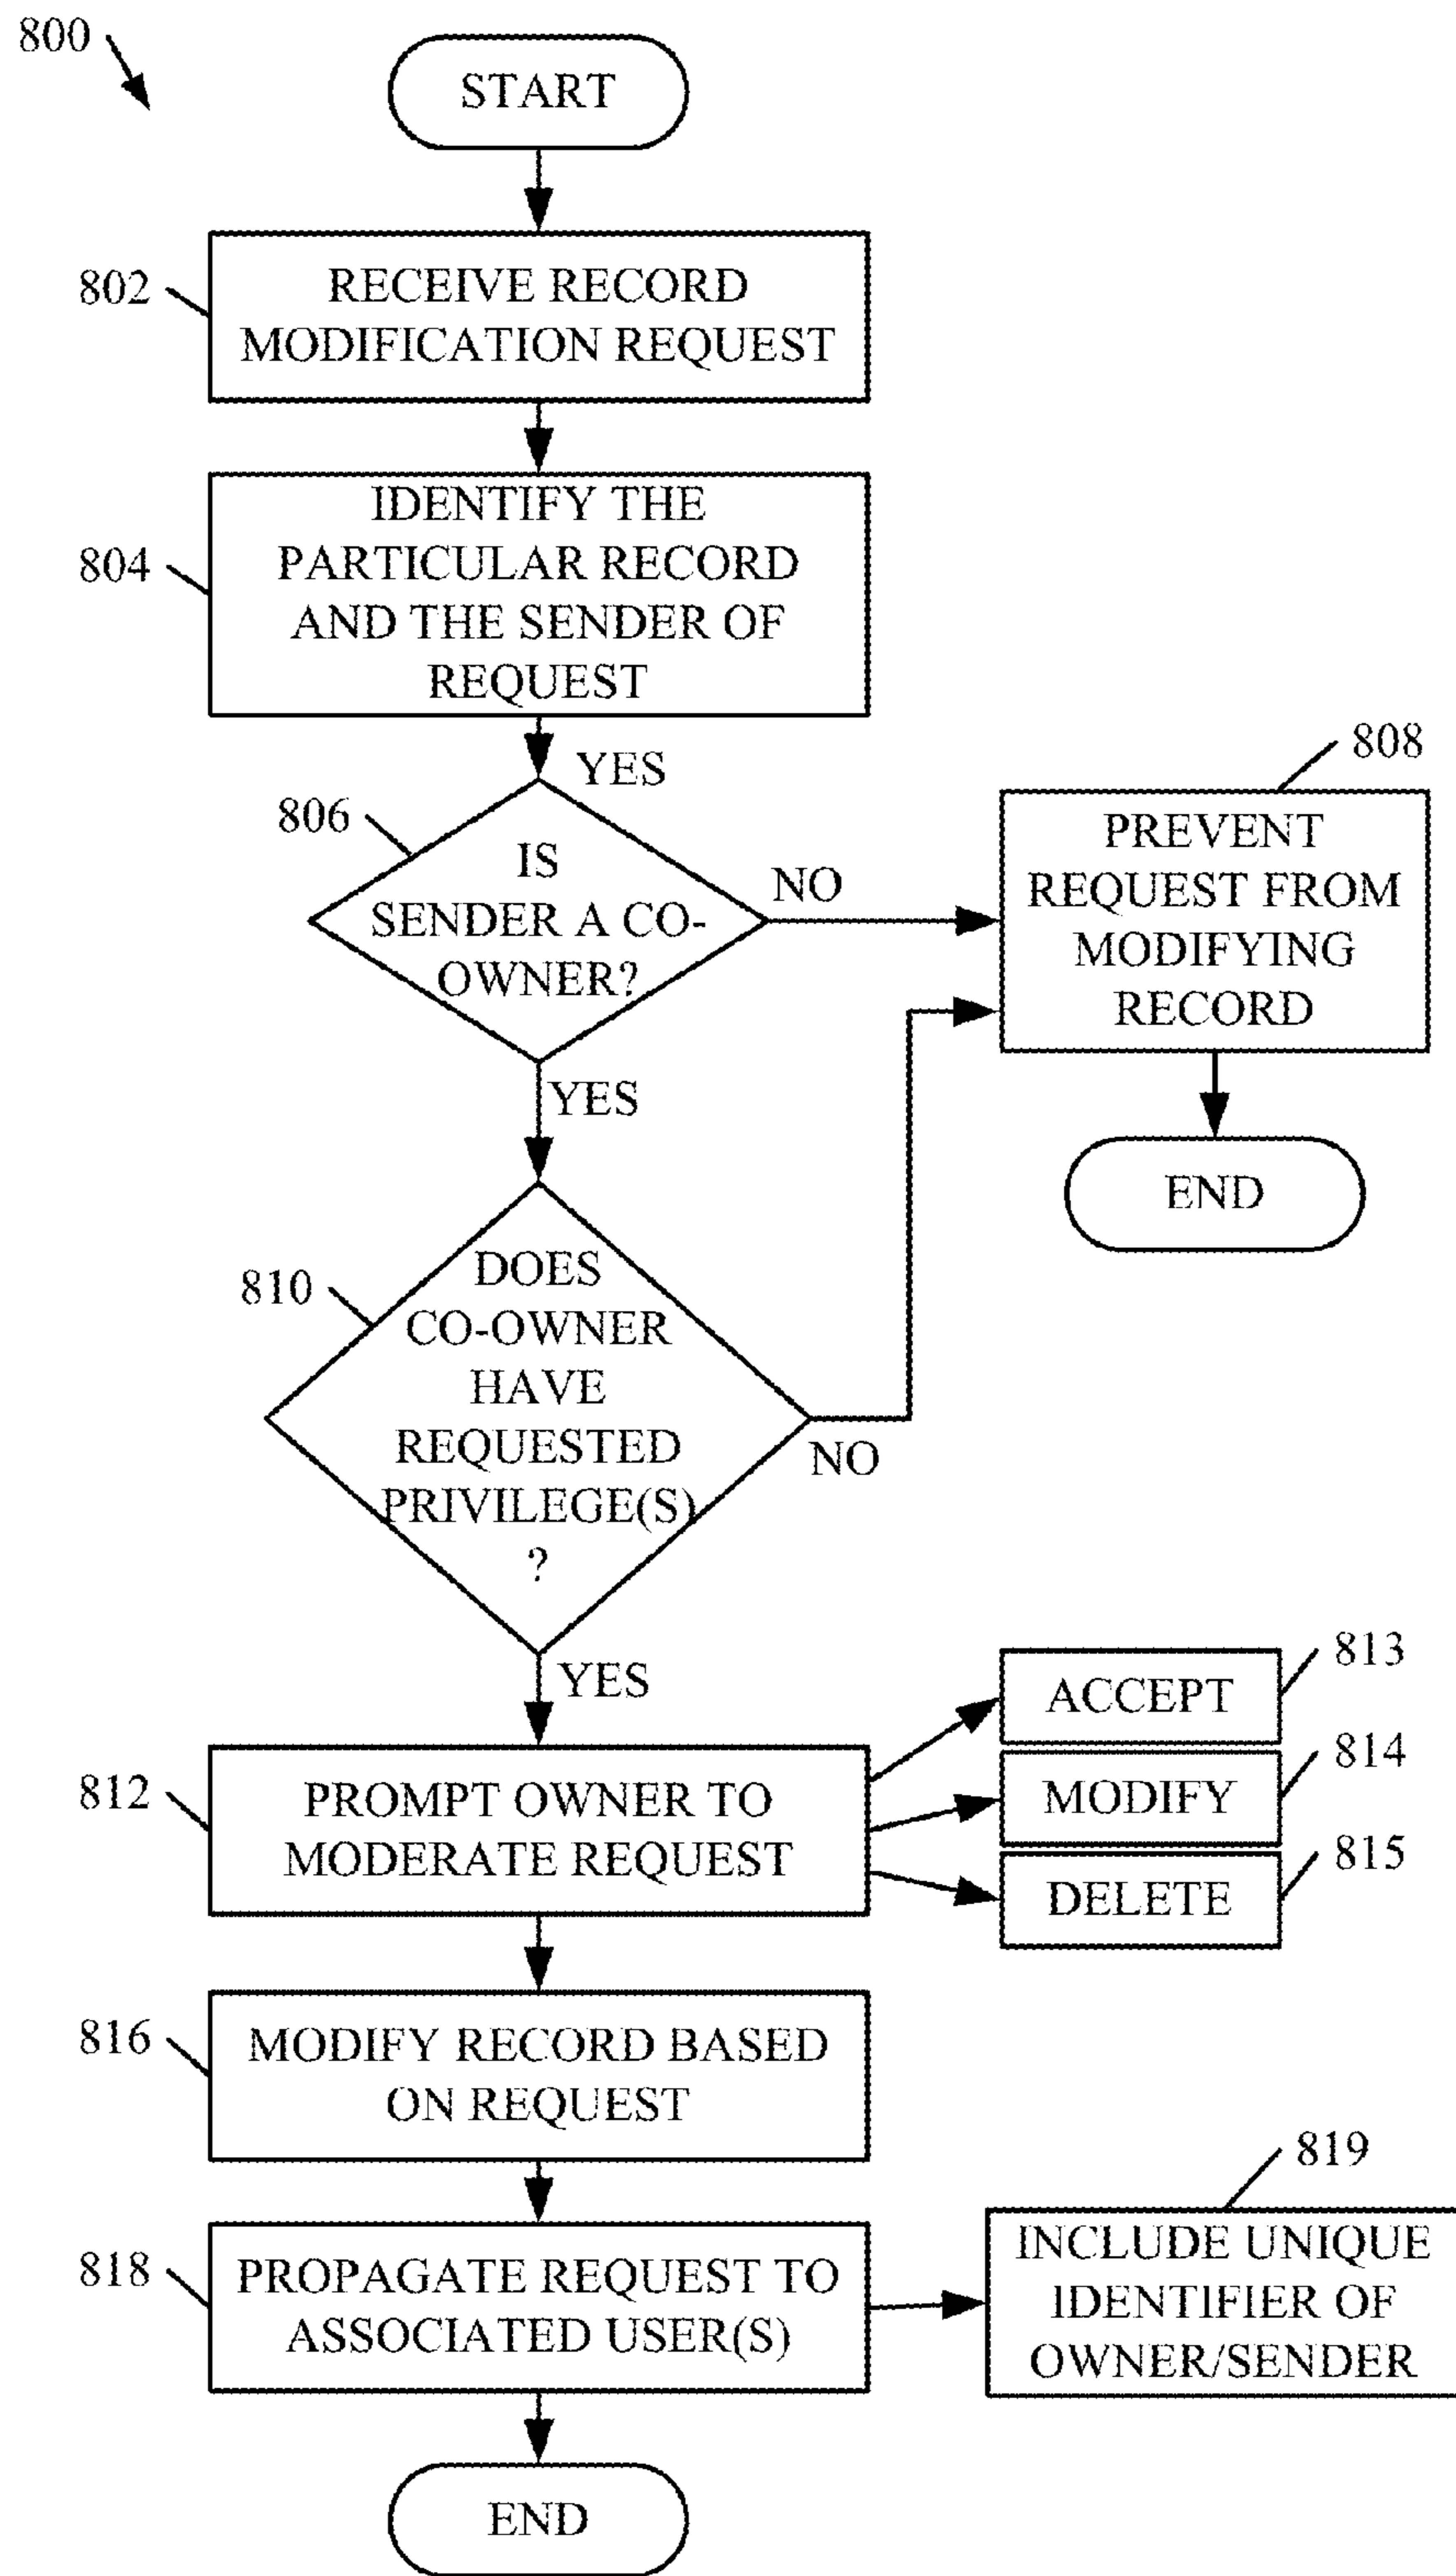 800
START
802
RECEIVE RECORD
MODIFICATION REQUEST
804
IDENTIFY THE
PARTICULAR RECORD
AND THE SENDER OF
REQUEST
YES
806
IS
SENDER A CO-
OWNER?
NO
808
PREVENT
REQUEST FROM
MODIFYING
RECORD
END
YES
810
DOES
CO-OWNER
HAVE
REQUESTED
PRIVILEGE(S)
?
NO
YES
812
PROMPT OWNER TO
MODERATE REQUEST
813
ACCEPT
814
MODIFY
815
DELETE
816
MODIFY RECORD BASED
ON REQUEST
818
PROPAGATE REQUEST TO
ASSOCIATED USER(S)
819
INCLUDE UNIQUE
IDENTIFIER OF
OWNER/SENDER
END